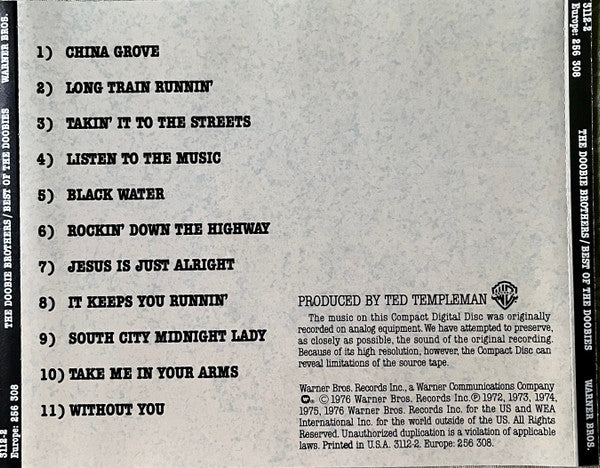 WARNER BROS.
THE DOOBIE BROTHERS/BEST OF THE DOOBIES
3112-2
Europe: 256 308
1) CHINA GROVE
2) LONG TRAIN RUNNIN'
3) TAKIN' IT TO THE STREETS
4) LISTEN TO THE MUSIC
5) BLACK WATER
6) ROCKIN' DOWN THE HIGHWAY
7) JESUS IS JUST ALRIGHT
8) IT KEEPS YOU RUNNIN'
9) SOUTH CITY MIDNIGHT LADY
10) TAKE ME IN YOUR ARMS
11) WITHOUT YOU
PRODUCED BY TED TEMPLEMAN
The music on this Compact Digital Disc was originally
recorded on analog equipment. We have attempted to preserve,
as closely as possible, the sound of the original recording.
Because of its high resolution, however, the Compact Disc can
reveal limitations of the source tape.
Warner Bros. Records Inc., a Warner Communications Company
© 1976 Warner Bros. Records Inc. ℗ 1972, 1973, 1974,
1975, 1976 Warner Bros. Records Inc. for the US and WEA
International Inc. for the world outside of the US. All Rights
Reserved. Unauthorized duplication is a violation of applicable
laws. Printed in U.S.A. 3112-2. Europe: 256 308.
3112-2
Europe: 256 308
THE DOOBIE BROTHERS/BEST OF THE DOOBIES
WARNER BROS.